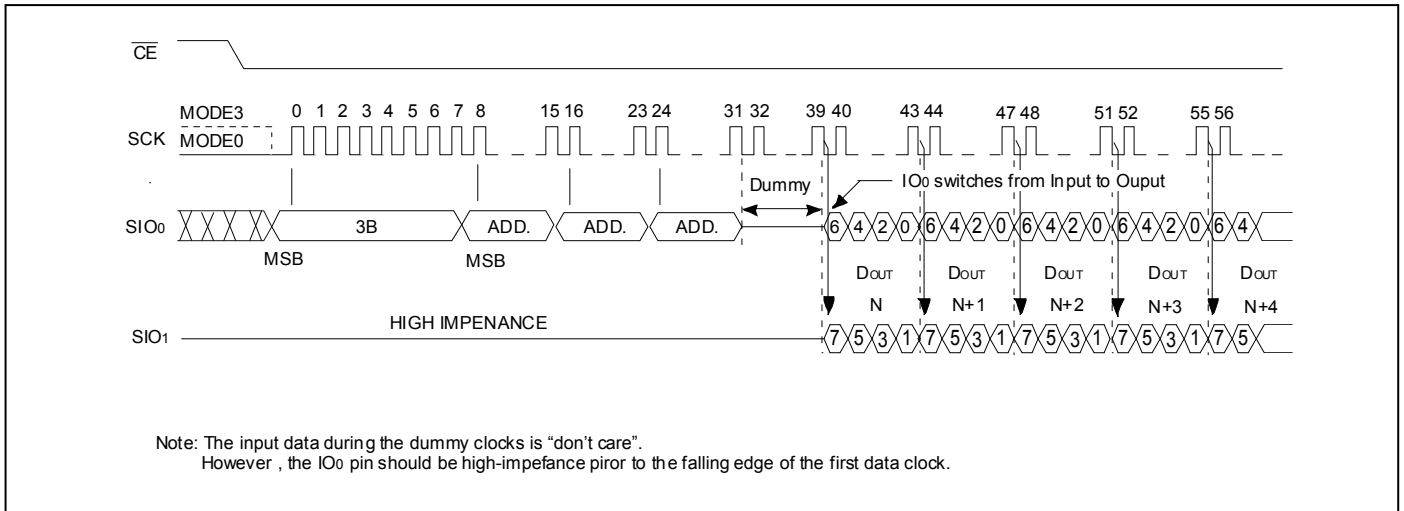 CE
MODE3 0 1 2 3 4 5 6 7 8 15 16 23 24 31 32 39 40 43 44 47 48 51 52 55 56
SCK MODE0
Dummy IO0 switches from Input to Ouput
SIO0 3B ADD. ADD. ADD. 6 4 2 0 6 4 2 0 6 4 2 0 6 4 2 0 6 4
MSB MSB
DOUT DOUT DOUT DOUT DOUT
N N+1 N+2 N+3 N+4
HIGH IMPENANCE
SIO1 7 5 3 1 7 5 3 1 7 5 3 1 7 5 3 1 7 5
Note: The input data during the dummy clocks is “don’t care”.
However , the IO0 pin should be high-impefance piror to the falling edge of the first data clock.